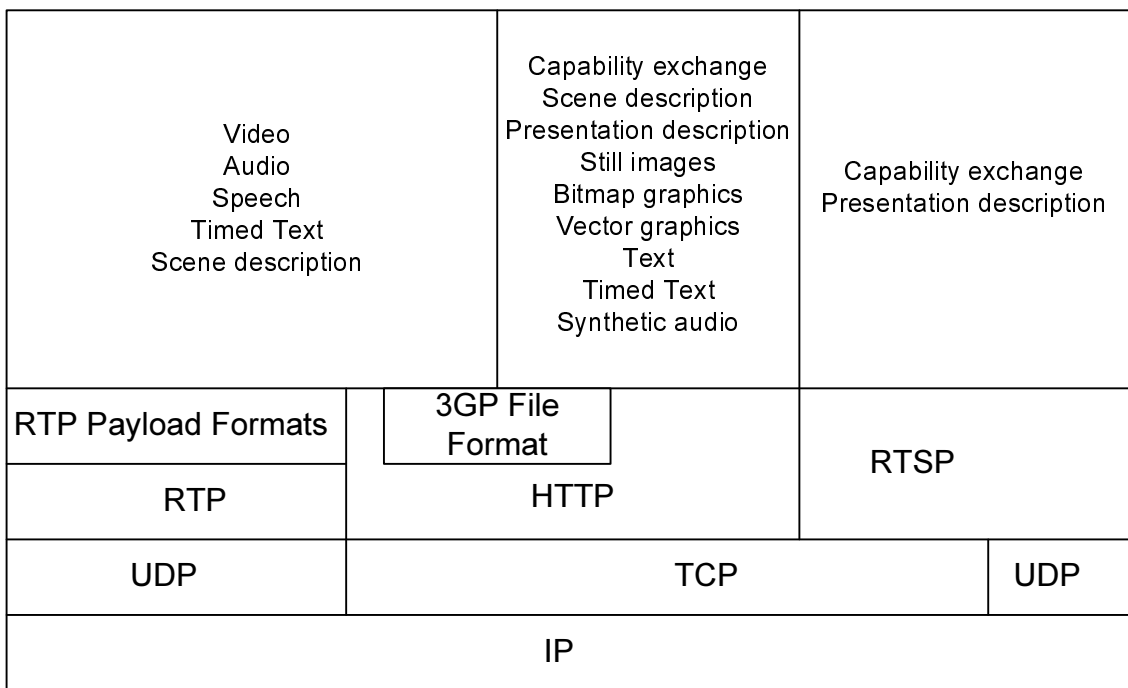 Video
Audio
Speech
Timed Text
Scene description
Capability exchange
Scene description
Presentation description
Still images
Bitmap graphics
Vector graphics
Text
Timed Text
Synthetic audio
Capability exchange
Presentation description
RTP Payload Formats
3GP File
Format
RTP
HTTP
RTSP
UDP
TCP
UDP
IP